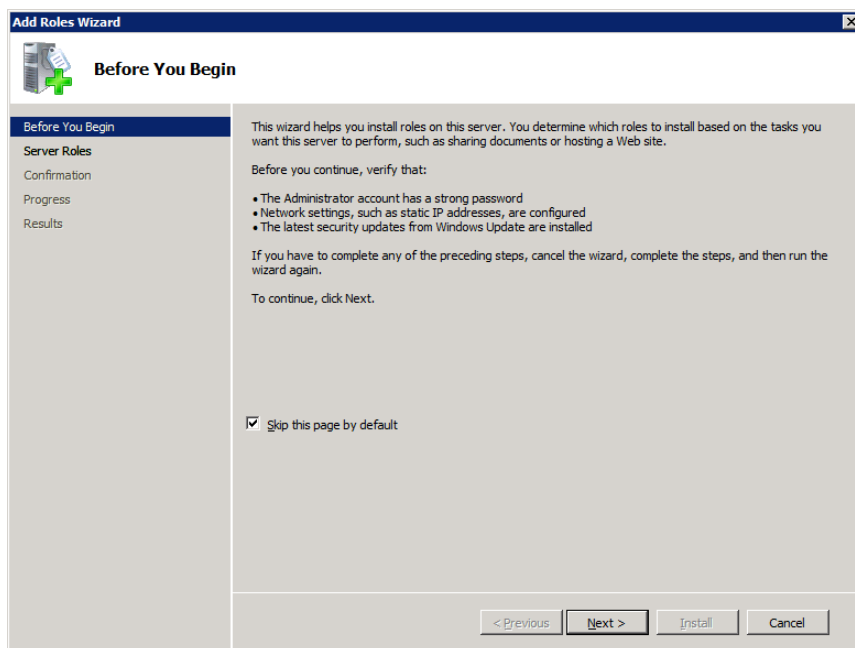 Add Roles Wizard
Before You Begin
Before You Begin
Server Roles
Confirmation
Progress
Results
This wizard helps you install roles on this server. You determine which roles to install based on the tasks you
want this server to perform, such as sharing documents or hosting a Web site.
Before you continue, verify that:
• The Administrator account has a strong password
• Network settings, such as static IP addresses, are configured
• The latest security updates from Windows Update are installed
If you have to complete any of the preceding steps, cancel the wizard, complete the steps, and then run the
wizard again.
To continue, click Next.
Skip this page by default
< Previous
Next >
Install
Cancel